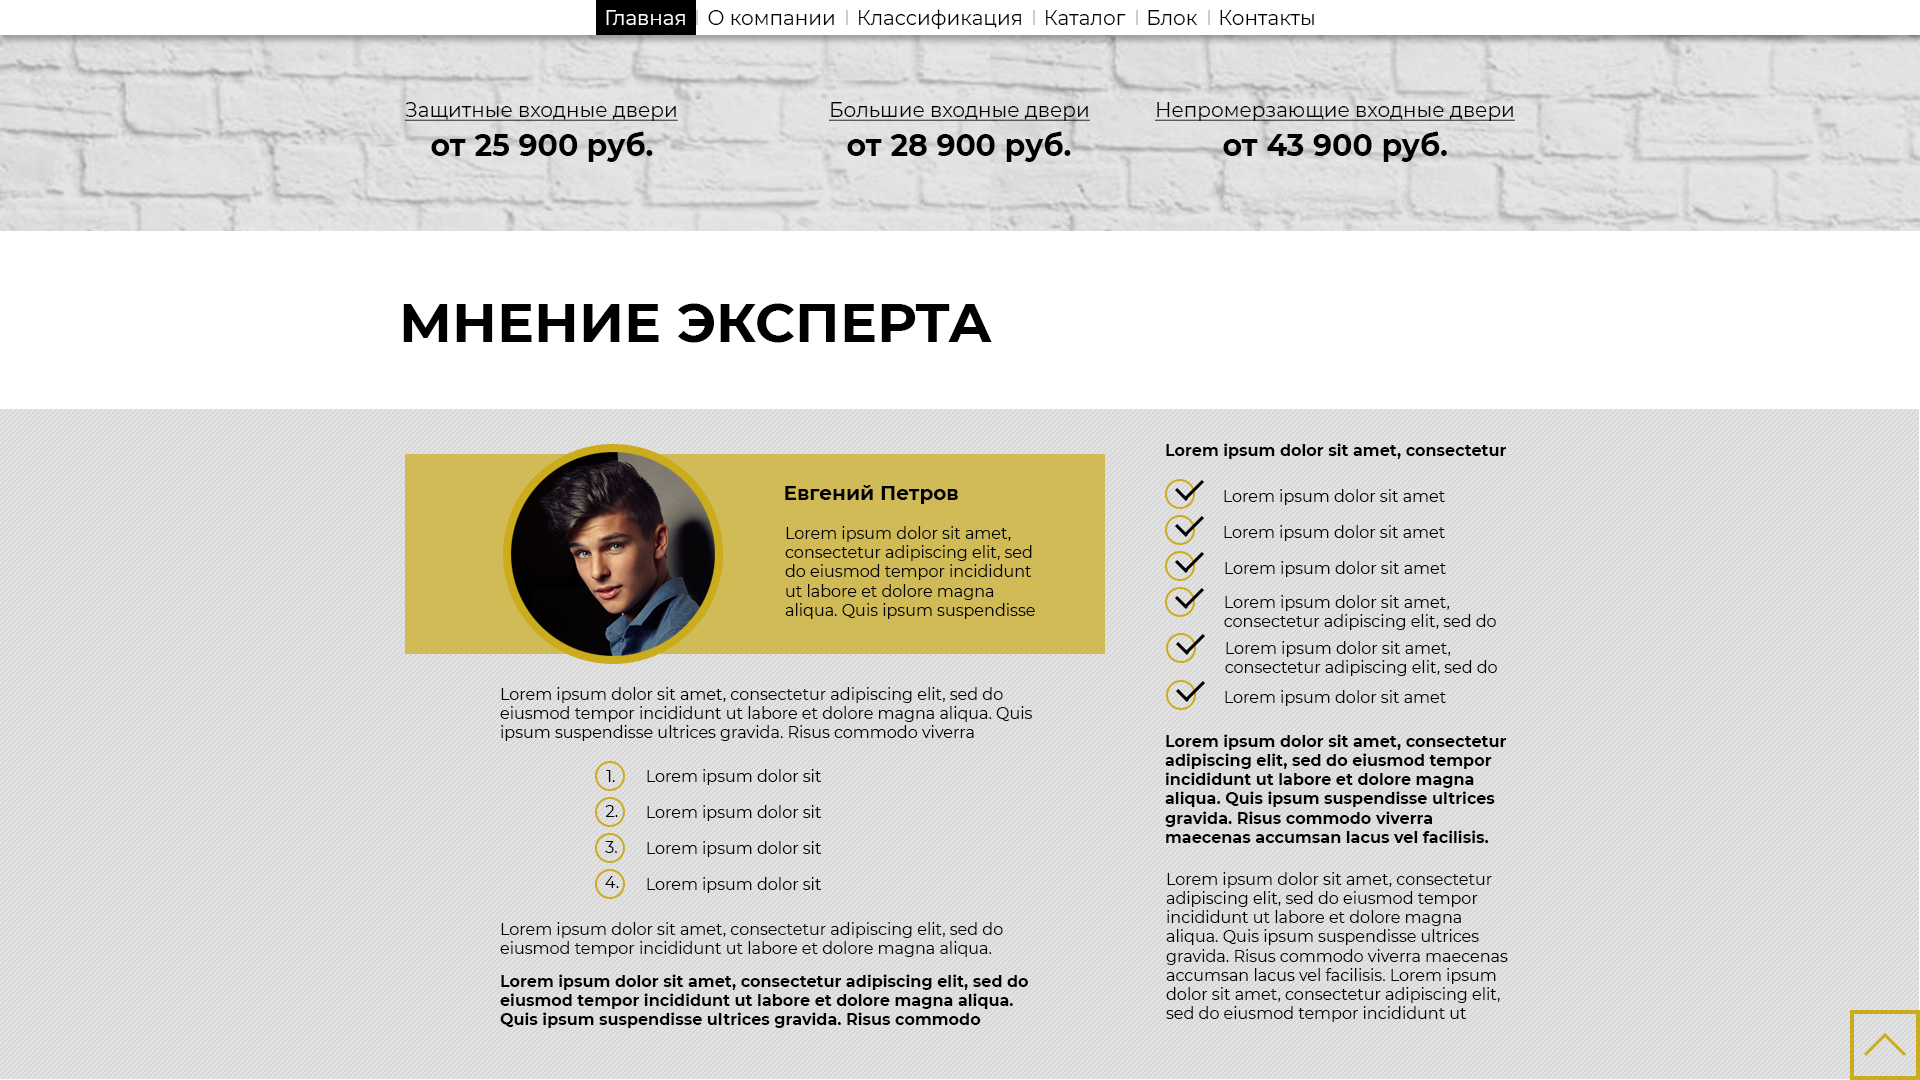 Главная О компании Классификация Каталог Блок Контакты
Защитные входные двери
от 25 900 руб.
Большие входные двери
от 28 900 руб.
Непромерзающие входные двери
от 43 900 руб.
МНЕНИЕ ЭКСПЕРТА
Евгений Петров
Lorem ipsum dolor sit amet,
consectetur adipiscing elit, sed
do eiusmod tempor incididunt
ut labore et dolore magna
aliqua. Quis ipsum suspendisse
Lorem ipsum dolor sit amet, consectetur adipiscing elit, sed do
eiusmod tempor incididunt ut labore et dolore magna aliqua. Quis
ipsum suspendisse ultrices gravida. Risus commodo viverra
1. Lorem ipsum dolor sit
2. Lorem ipsum dolor sit
3. Lorem ipsum dolor sit
4. Lorem ipsum dolor sit
Lorem ipsum dolor sit amet, consectetur adipiscing elit, sed do
eiusmod tempor incididunt ut labore et dolore magna aliqua.
Lorem ipsum dolor sit amet, consectetur adipiscing elit, sed do
eiusmod tempor incididunt ut labore et dolore magna aliqua.
Quis ipsum suspendisse ultrices gravida. Risus commodo
Lorem ipsum dolor sit amet, consectetur
Lorem ipsum dolor sit amet
Lorem ipsum dolor sit amet
Lorem ipsum dolor sit amet
Lorem ipsum dolor sit amet,
consectetur adipiscing elit, sed do
Lorem ipsum dolor sit amet,
consectetur adipiscing elit, sed do
Lorem ipsum dolor sit amet
Lorem ipsum dolor sit amet, consectetur
adipiscing elit, sed do eiusmod tempor
incididunt ut labore et dolore magna
aliqua. Quis ipsum suspendisse ultrices
gravida. Risus commodo viverra
maecenas accumsan lacus vel facilisis.
Lorem ipsum dolor sit amet, consectetur
adipiscing elit, sed do eiusmod tempor
incididunt ut labore et dolore magna
aliqua. Quis ipsum suspendisse ultrices
gravida. Risus commodo viverra maecenas
accumsan lacus vel facilisis. Lorem ipsum
dolor sit amet, consectetur adipiscing elit,
sed do eiusmod tempor incididunt ut